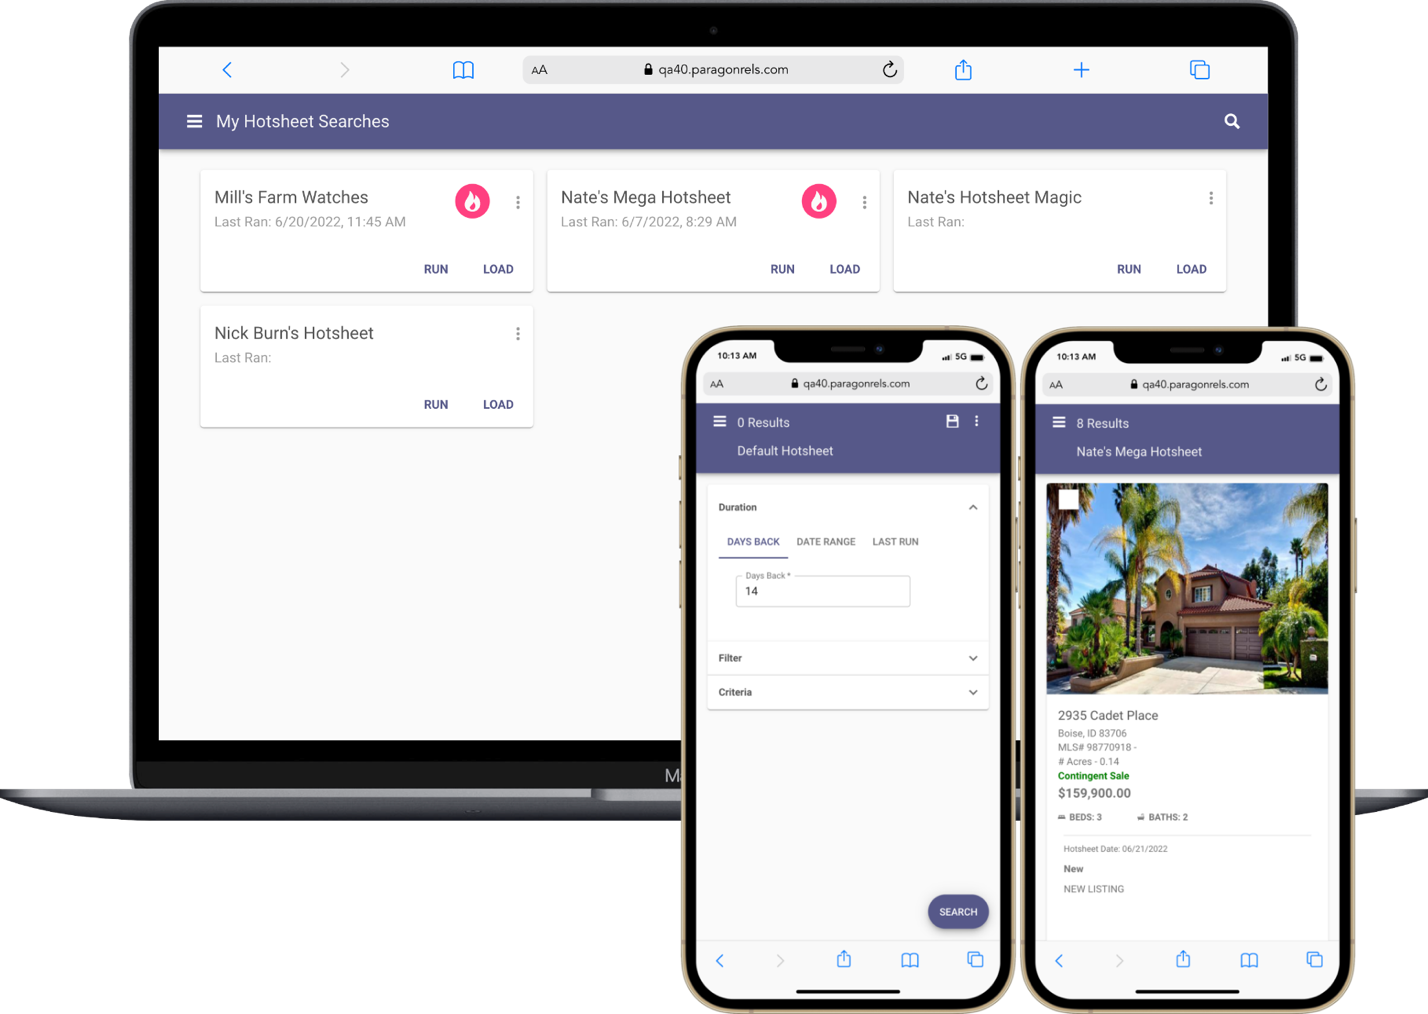 AA qa40.paragonrels.com
My Hotsheet Searches
Mill's Farm Watches
Last Ran: 6/20/2022, 11:45 AM
RUN LOAD
Nate's Mega Hotsheet
Last Ran: 6/7/2022, 8:29 AM
RUN LOAD
Nate's Hotsheet Magic
Last Ran:
RUN LOAD
Nick Burn's Hotsheet
Last Ran:
RUN LOAD
10:13 AM 5G
AA qa40.paragonrels.com
0 Results
Default Hotsheet
Duration
DAYS BACK DATE RANGE LAST RUN
Days Back *
14
Filter
Criteria
SEARCH
10:13 AM 5G
AA qa40.paragonrels.com
8 Results
Nate's Mega Hotsheet
2935 Cadet Place
Boise, ID 83706
MLS# 98770918 -
# Acres - 0.14
Contingent Sale
$159,900.00
BEDS: 3 BATHS: 2
Hotsheet Date: 06/21/2022
New
NEW LISTING